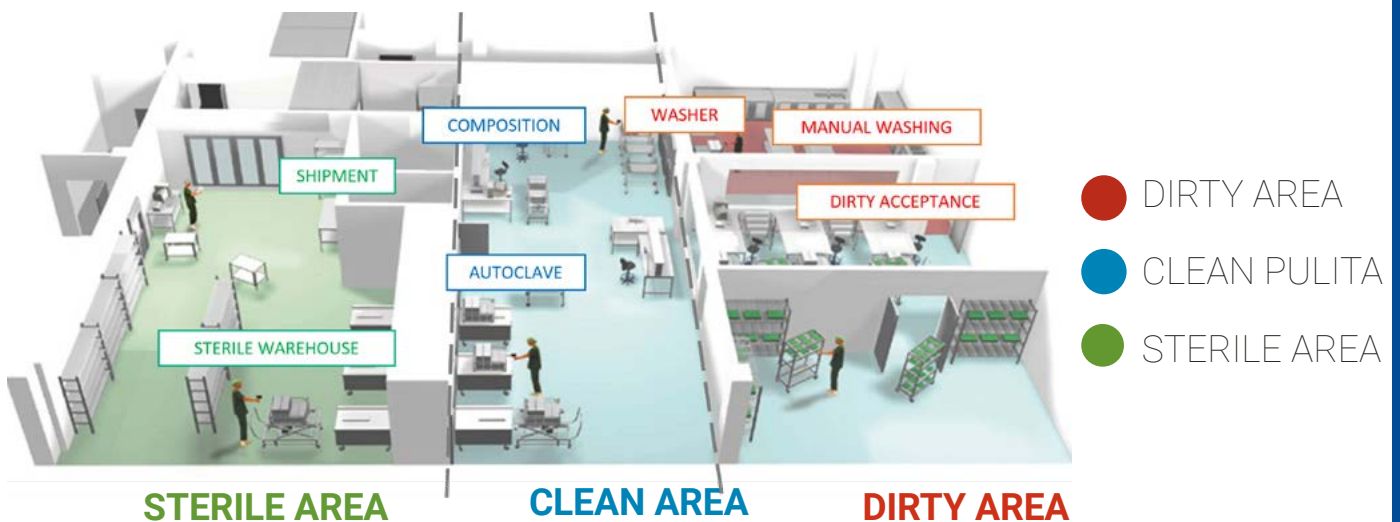 COMPOSITION
WASHER
MANUAL WASHING
SHIPMENT
DIRTY ACCEPTANCE
AUTOCLAVE
STERILE WAREHOUSE
DIRTY AREA
CLEAN PULITA
STERILE AREA
STERILE AREA
CLEAN AREA
DIRTY AREA